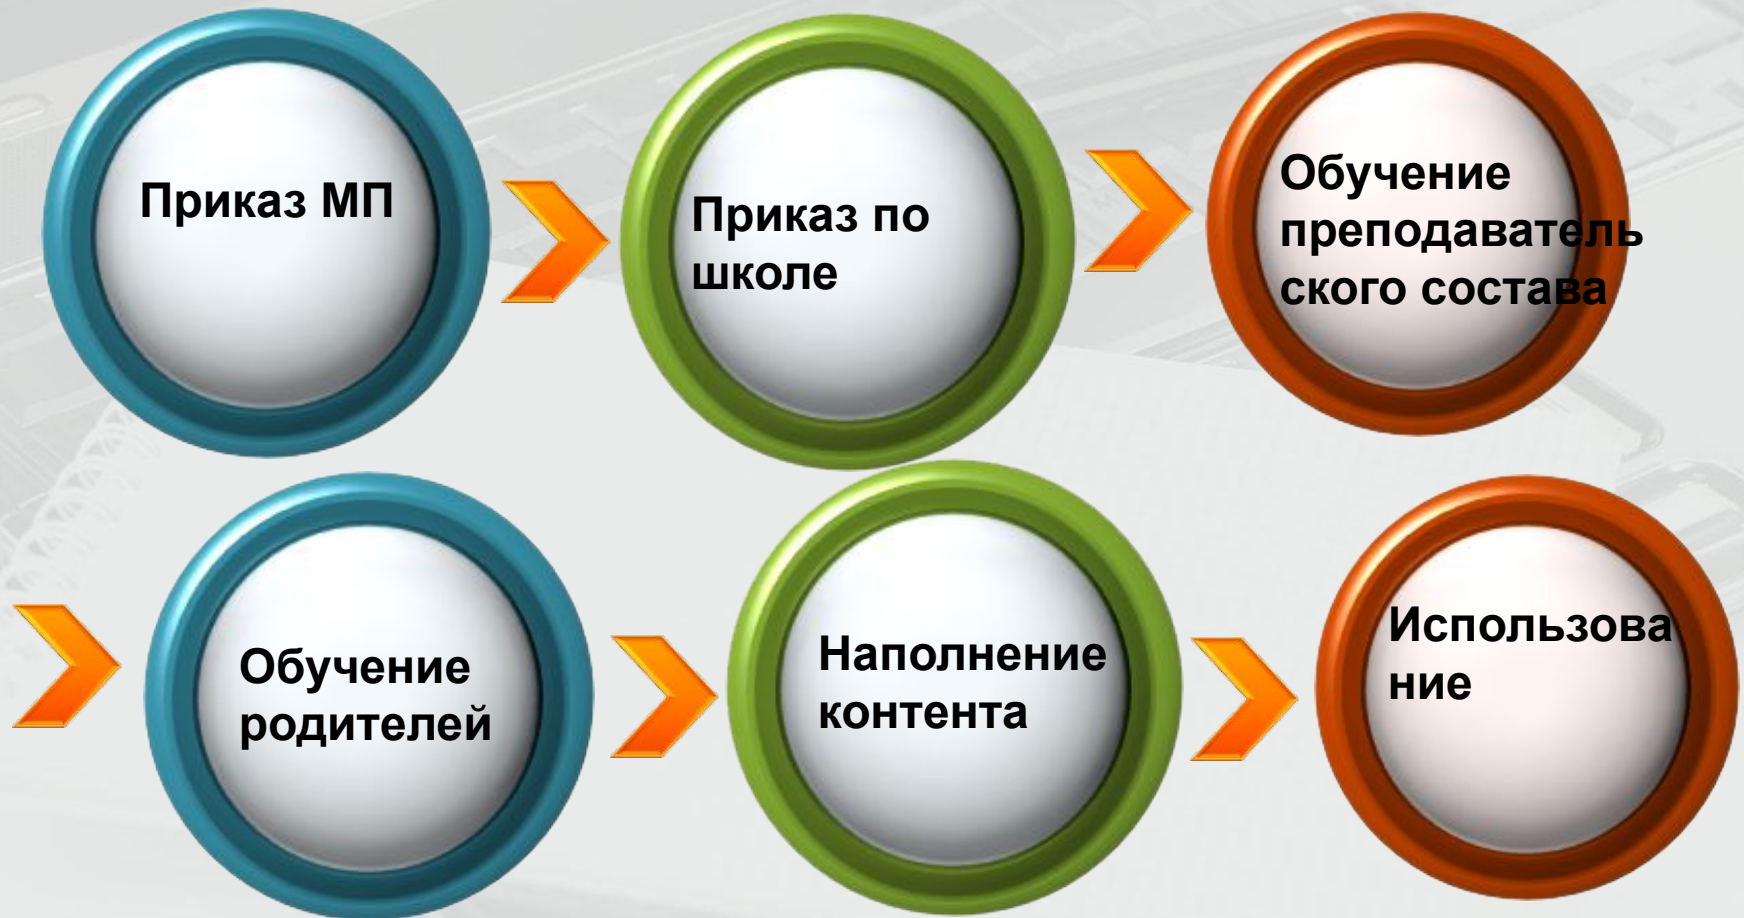 Приказ МП
Приказ по
школе
Обучение
преподаватель
ского состава
Обучение
родителей
Наполнение
контента
Использова
ние